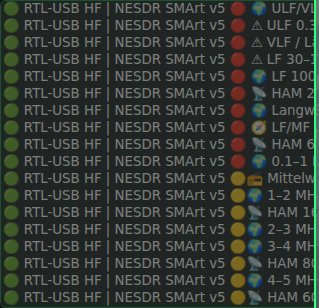 RTL-USB HF | NESDR SMArt v5 🔴 🌍 ULF/VL
RTL-USB HF | NESDR SMArt v5 🔴 ⚠ ULF 0.3
RTL-USB HF | NESDR SMArt v5 🔴 ⚠ VLF / L
RTL-USB HF | NESDR SMArt v5 🔴 ⚠ LF 30–1
RTL-USB HF | NESDR SMArt v5 🔴 🌍 LF 100
RTL-USB HF | NESDR SMArt v5 🔴 📡 HAM 2
RTL-USB HF | NESDR SMArt v5 🔴 🌍 Langw
RTL-USB HF | NESDR SMArt v5 🔴 🧭 LF/MF
RTL-USB HF | NESDR SMArt v5 🔴 📡 HAM 6
RTL-USB HF | NESDR SMArt v5 🔴 🌍 0.1–1
RTL-USB HF | NESDR SMArt v5 🟡 📻 Mittelw
RTL-USB HF | NESDR SMArt v5 🟡 🌍 1–2 MH
RTL-USB HF | NESDR SMArt v5 🟡 📡 HAM 16
RTL-USB HF | NESDR SMArt v5 🟡 🌍 2–3 MH
RTL-USB HF | NESDR SMArt v5 🟡 🌍 3–4 MH
RTL-USB HF | NESDR SMArt v5 🟡 📡 HAM 80
RTL-USB HF | NESDR SMArt v5 🟡 🌍 4–5 MH
RTL-USB HF | NESDR SMArt v5 🟡 📡 HAM 60